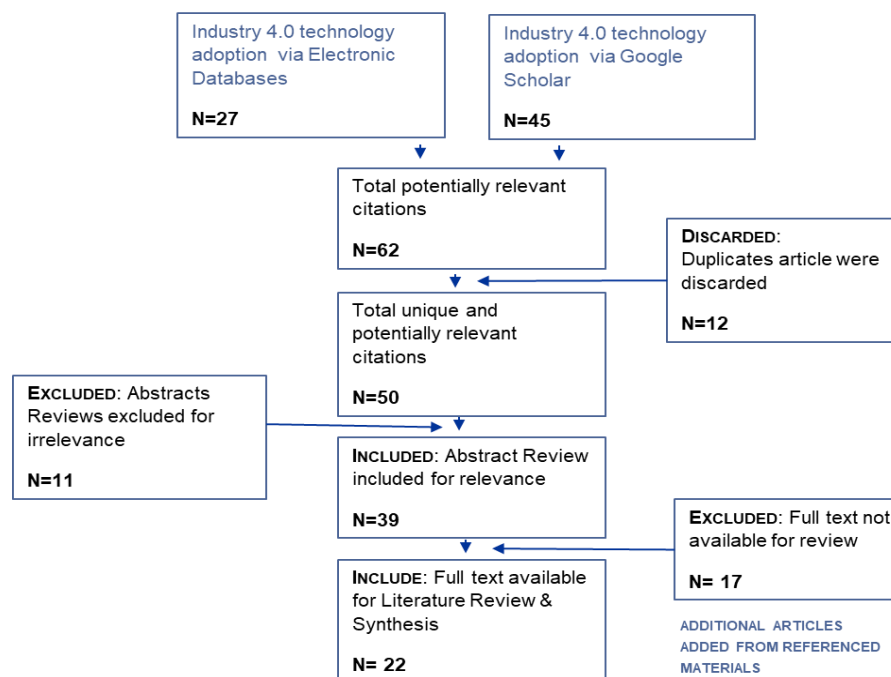 Industry 4.0 technology
adoption via Electronic
Databases
N=27
Industry 4.0 technology
adoption via Google
Scholar
N=45
Total potentially relevant
citations
N=62
DISCARDED:
Duplicates article were
discarded
N=12
Total unique and
potentially relevant
citations
N=50
EXCLUDED: Abstracts
Reviews excluded for
irrelevance
N=11
INCLUDED: Abstract Review
included for relevance
N=39
EXCLUDED: Full text not
available for review
N= 17
INCLUDE: Full text available
for Literature Review &
Synthesis
N= 22
ADDITIONAL ARTICLES
ADDED FROM REFERENCED
MATERIALS